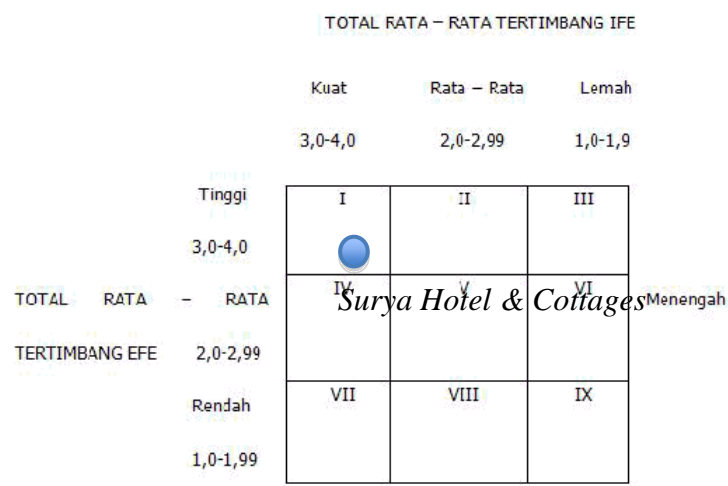 TOTAL RATA – RATA TERTIMBANG IFE
Kuat Rata – Rata Lemah
3,0-4,0 2,0-2,99 1,0-1,9
Tinggi I II III
3,0-4,0
TOTAL RATA – RATA IV V VI Menengah
Surya Hotel & Cottages
TERTIMBANG EFE 2,0-2,99
Rendah VII VIII IX
1,0-1,99